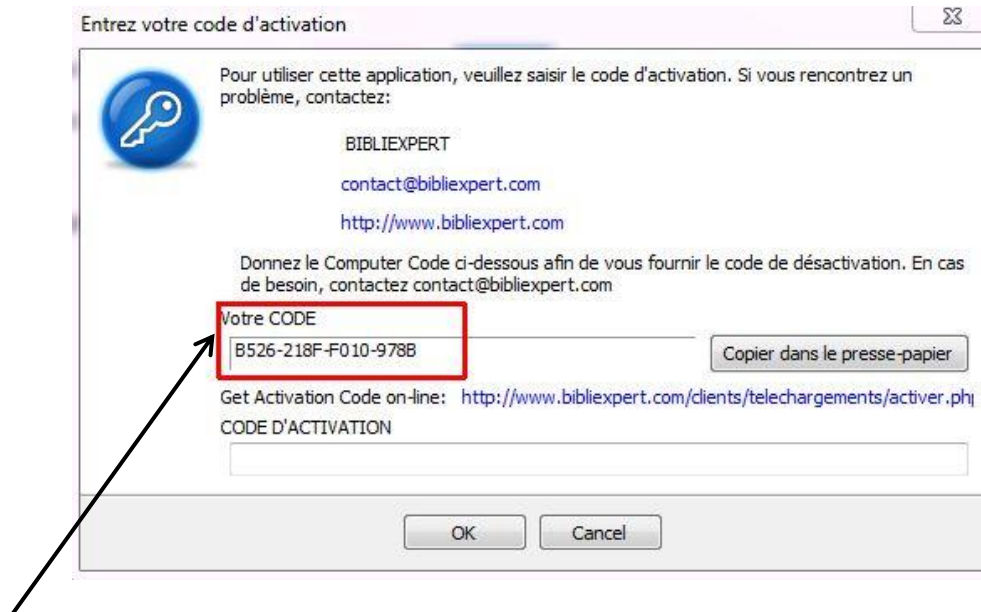 Entrez votre code d'activation
Pour utiliser cette application, veuillez saisir le code d'activation. Si vous rencontrez un
problème, contactez:
BIBLIEXPERT
contact@bibliexpert.com
http://www.bibliexpert.com
Donnez le Computer Code ci-dessous afin de vous fournir le code de désactivation. En cas
de besoin, contactez contact@bibliexpert.com
Votre CODE
B526-218F-F010-978B
Copier dans le presse-papier
Get Activation Code on-line: http://www.bibliexpert.com/clients/telechargements/activer.php
CODE D'ACTIVATION
OK
Cancel